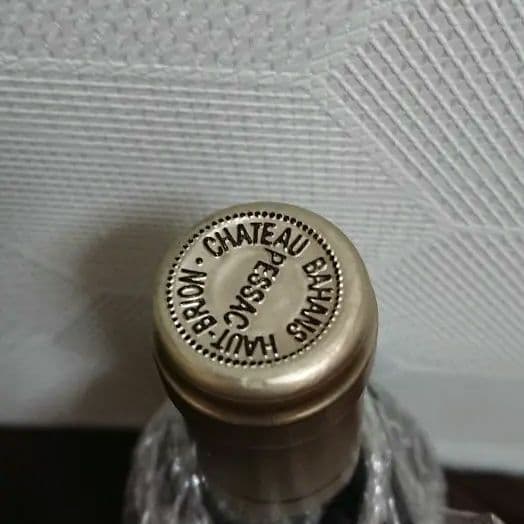 CHATEAU BAHANS HAUT-BRION ·
PESSAC